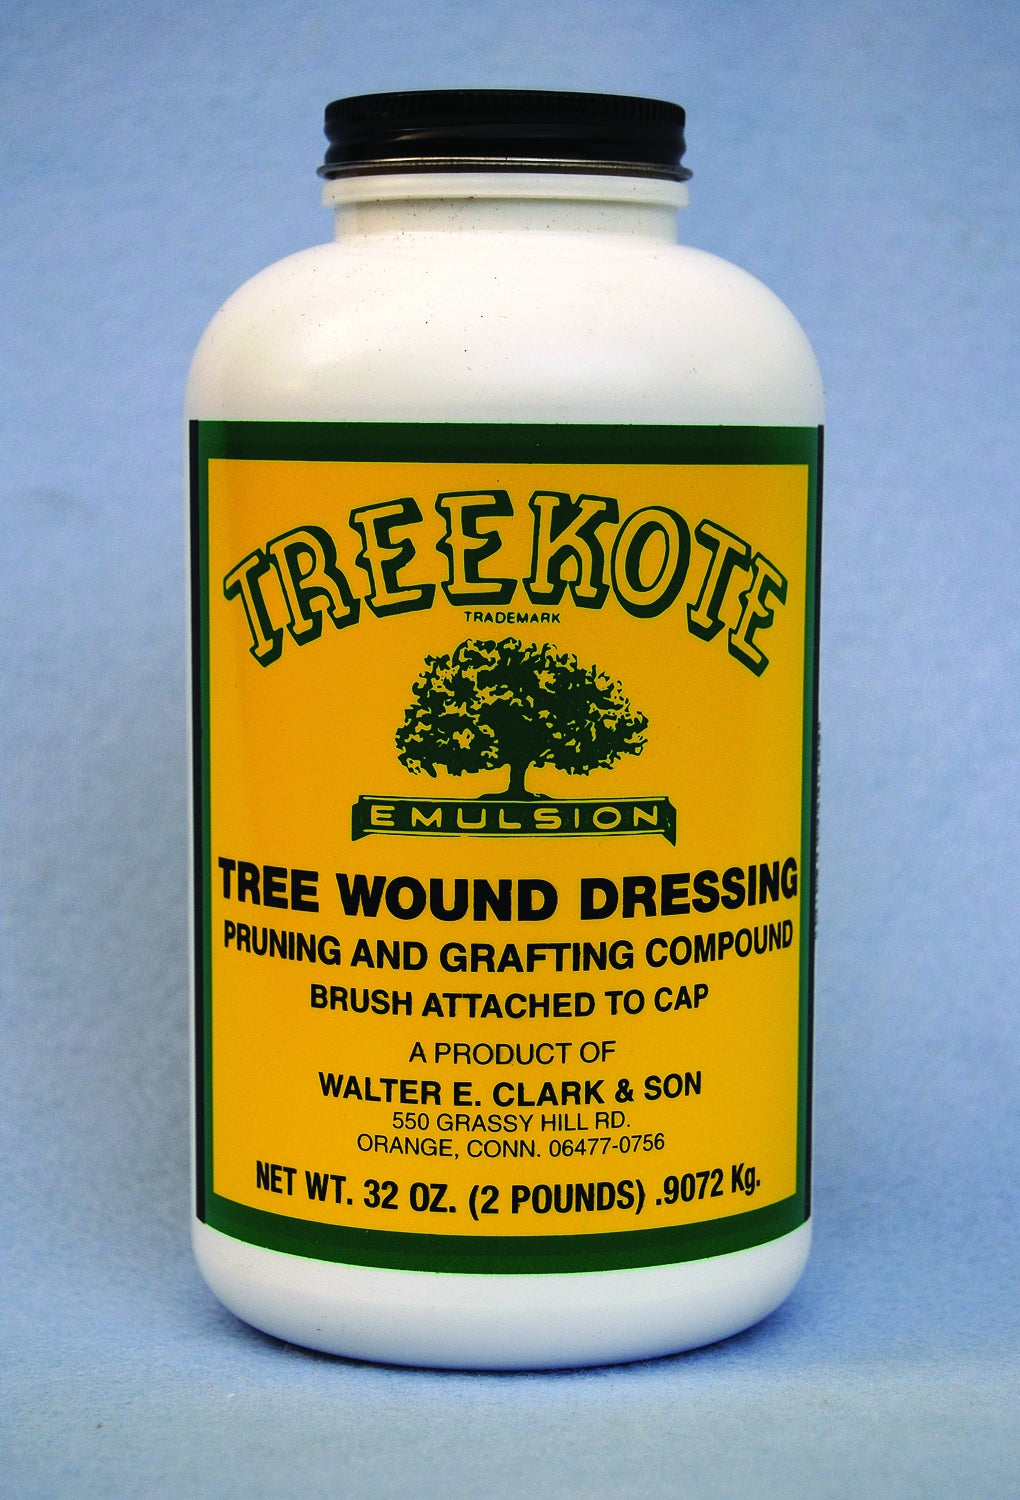 TREEKOTE
TRADEMARK
EMULSION
TREE WOUND DRESSING
PRUNING AND GRAFTING COMPOUND
BRUSH ATTACHED TO CAP
A PRODUCT OF
WALTER E. CLARK & SON
550 GRASSY HILL RD.
ORANGE, CONN. 06477-0756
NET WT. 32 OZ. (2 POUNDS) .9072 Kg.